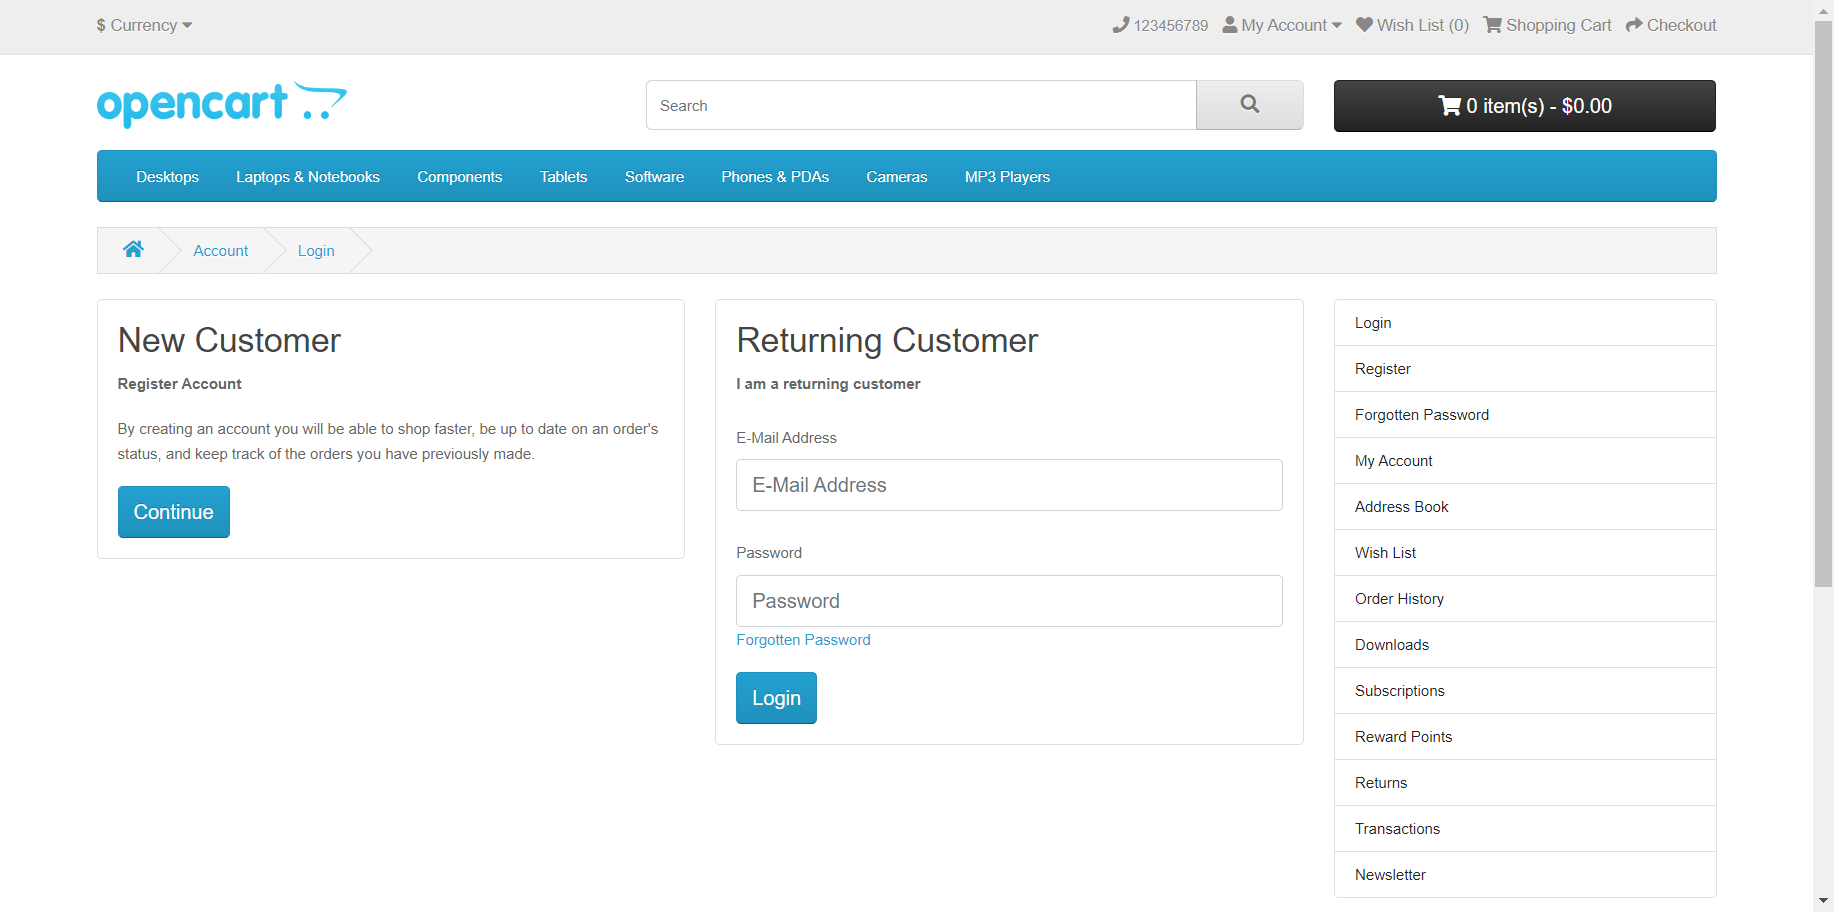 $ Currency
123456789 My Account Wish List (0) Shopping Cart Checkout
opencart
Search
0 item(s) - $0.00
Desktops Laptops & Notebooks Components Tablets Software Phones & PDAs Cameras MP3 Players
Account Login
New Customer
Register Account
By creating an account you will be able to shop faster, be up to date on an order's
status, and keep track of the orders you have previously made.
Continue
Returning Customer
I am a returning customer
E-Mail Address
E-Mail Address
Password
Password
Forgotten Password
Login
Login
Register
Forgotten Password
My Account
Address Book
Wish List
Order History
Downloads
Subscriptions
Reward Points
Returns
Transactions
Newsletter